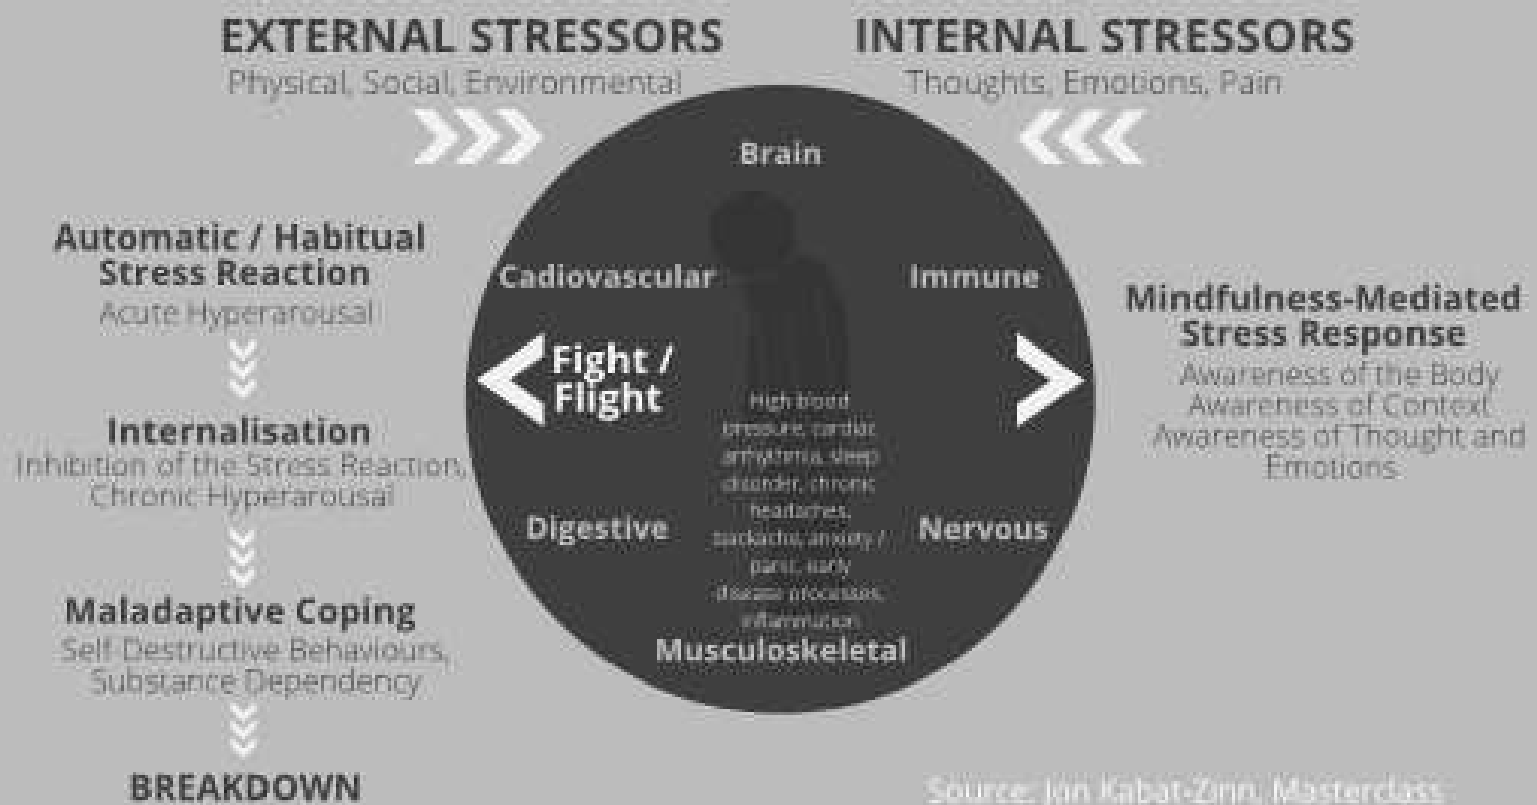 EXTERNAL STRESSORS
Physical, Social, Environmental
INTERNAL STRESSORS
Thoughts, Emotions, Pain
Brain
Automatic / Habitual
Stress Reaction
Acute Hyperarousal
Cadiovascular
Immune
Fight /
Flight
Mindfulness-Mediated
Stress Response
Awareness of the Body
Awareness of Context
Awareness of Thought and
Emotions
Internalisation
Inhibition of the Stress Reaction,
Chronic Hyperarousal
High blood
pressure, cardiac
arrhythmia, sleep
disorder, chronic
headaches,
backache, anxiety /
panic, early
disease processes,
inflammation
Digestive
Nervous
Musculoskeletal
Maladaptive Coping
Self Destructive Behaviours,
Substance Dependency
BREAKDOWN
Source: Jon Kabat-Zinn, Masterclass